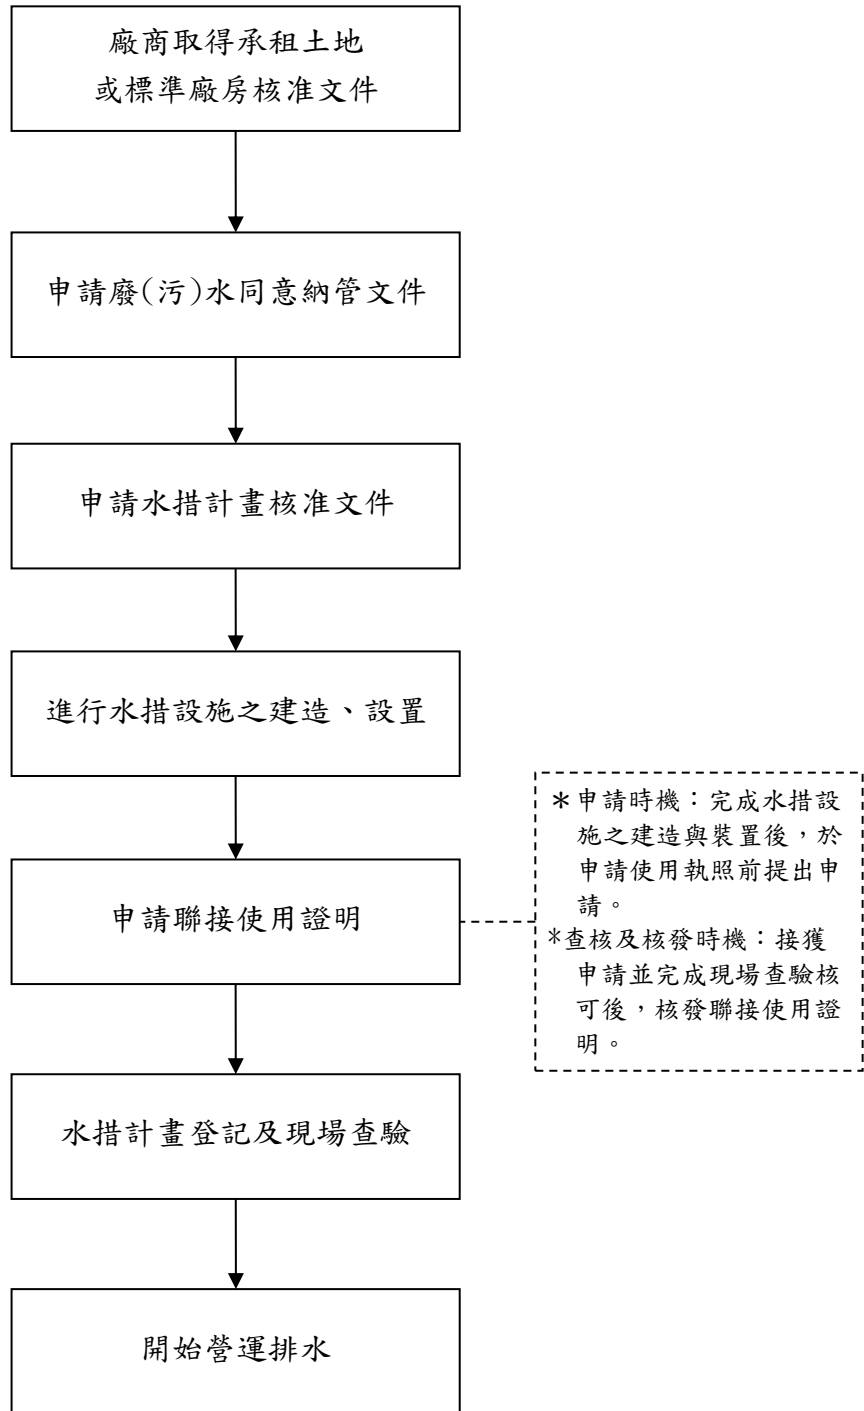 廠商取得承租土地
或標準廠房核准文件
申請廢(污)水同意納管文件
申請水措計畫核准文件
進行水措設施之建造、設置
申請聯接使用證明
＊申請時機：完成水措設
施之建造與裝置後，於
申請使用執照前提出申
請。
*查核及核發時機：接獲
申請並完成現場查驗核
可後，核發聯接使用證
明。
水措計畫登記及現場查驗
開始營運排水